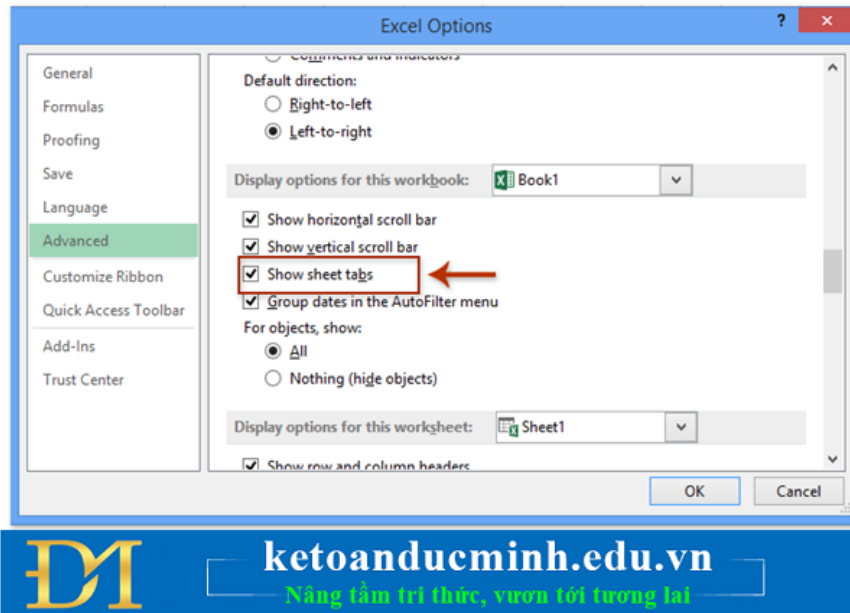 Excel Options
?
×
General
Formulas
Proofing
Save
Language
Advanced
Customize Ribbon
Quick Access Toolbar
Add-Ins
Trust Center
Comments and indicators
Default direction:
Right-to-left
Left-to-right
Display options for this workbook:
Book1
Show horizontal scroll bar
Show vertical scroll bar
Show sheet tabs
Group dates in the AutoFilter menu
For objects, show:
All
Nothing (hide objects)
Display options for this worksheet:
Sheet1
Show row and column headers
OK
Cancel
ĐM
ketoanducminh.edu.vn
Nâng tầm tri thức, vươn tới tương lai